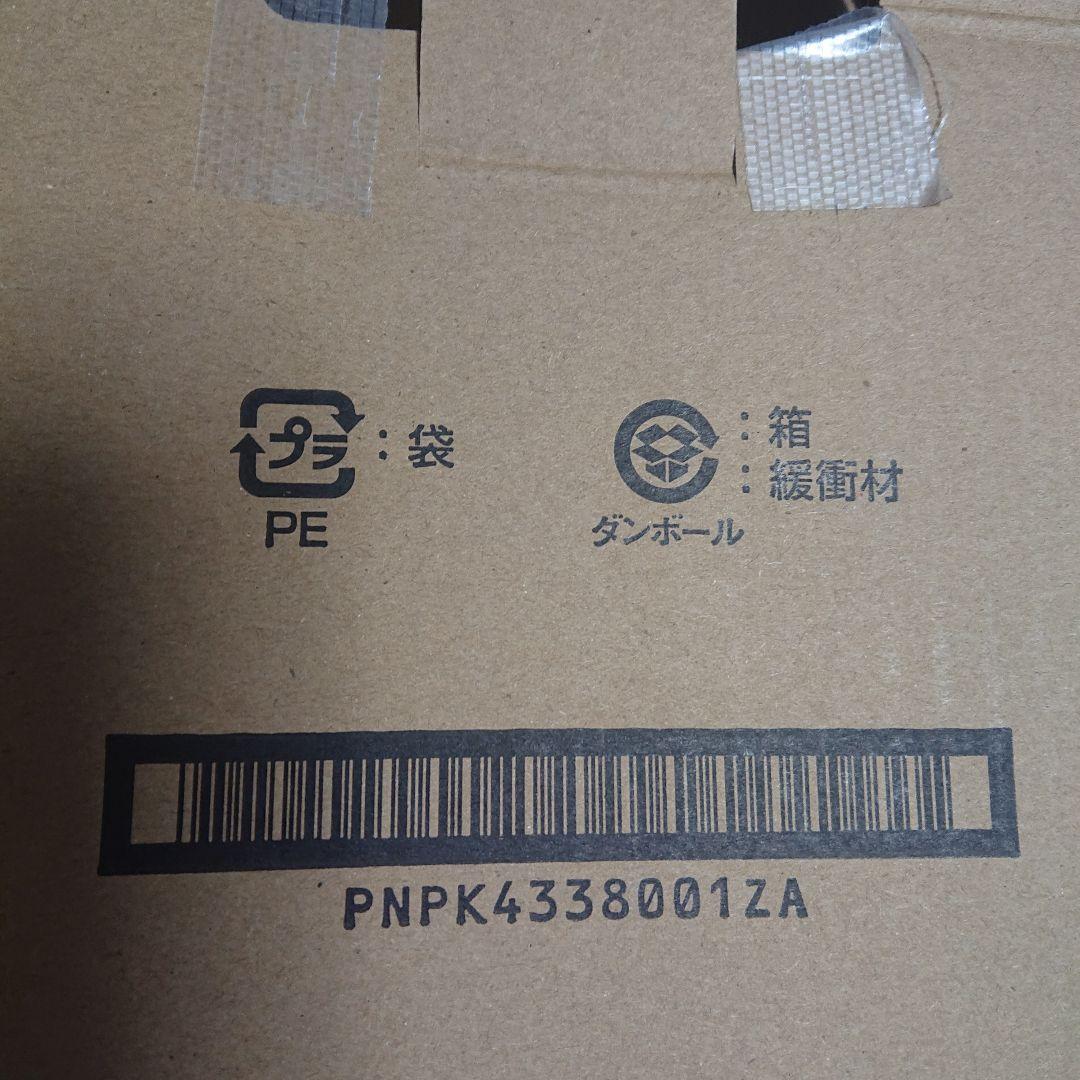 プラ : 袋
PE
: 箱
: 緩衝材
ダンボール
PNPK4338001ZA